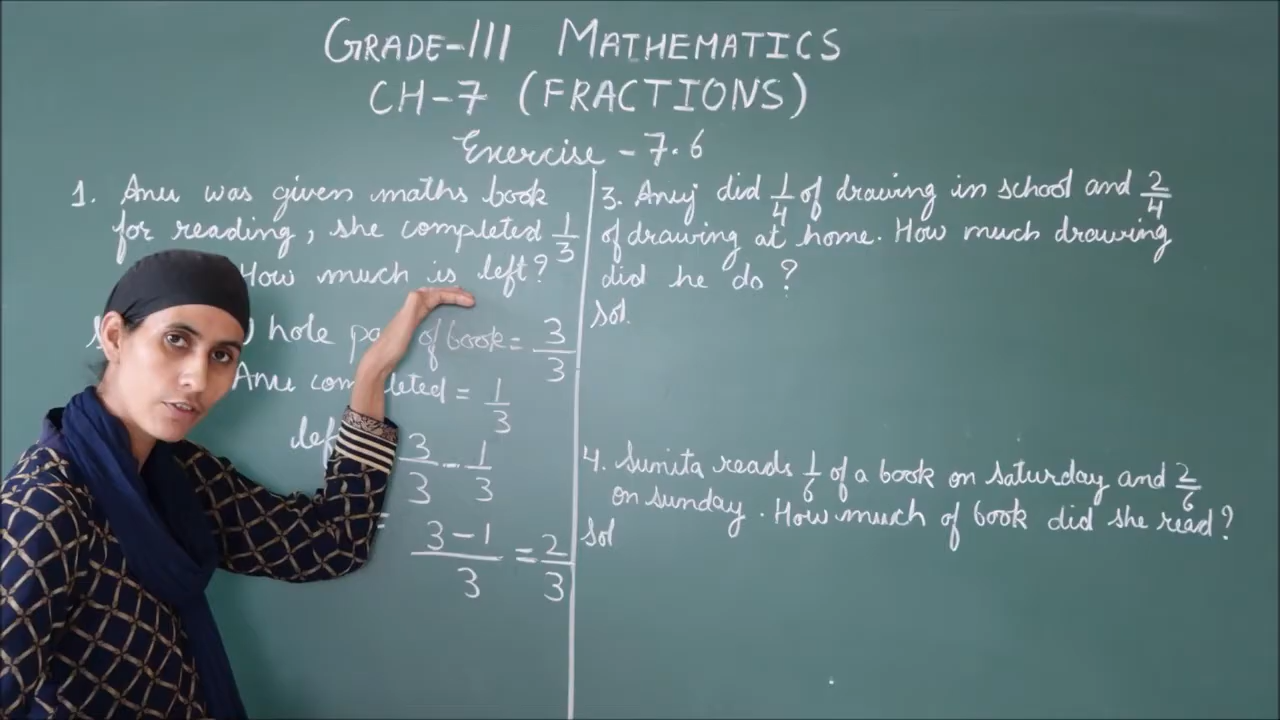 GRADE-III MATHEMATICS
CH-7 (FRACTIONS)
Exercise - 7.6
1. Anu was given maths book
for reading, she completed 1/3
How much is left?
hole of book = 3/3
Anu completed = 1/3
3/3 - 1/3
= 3-1/3 = 2/3
3. Anuj did 1/4 of drawing in school and 2/4
of drawing at home. How much drawing
did he do ?
Sol.
4. Sunita reads 1/6 of a book on saturday and 2/6
on sunday. How much of book did she read ?
Sol